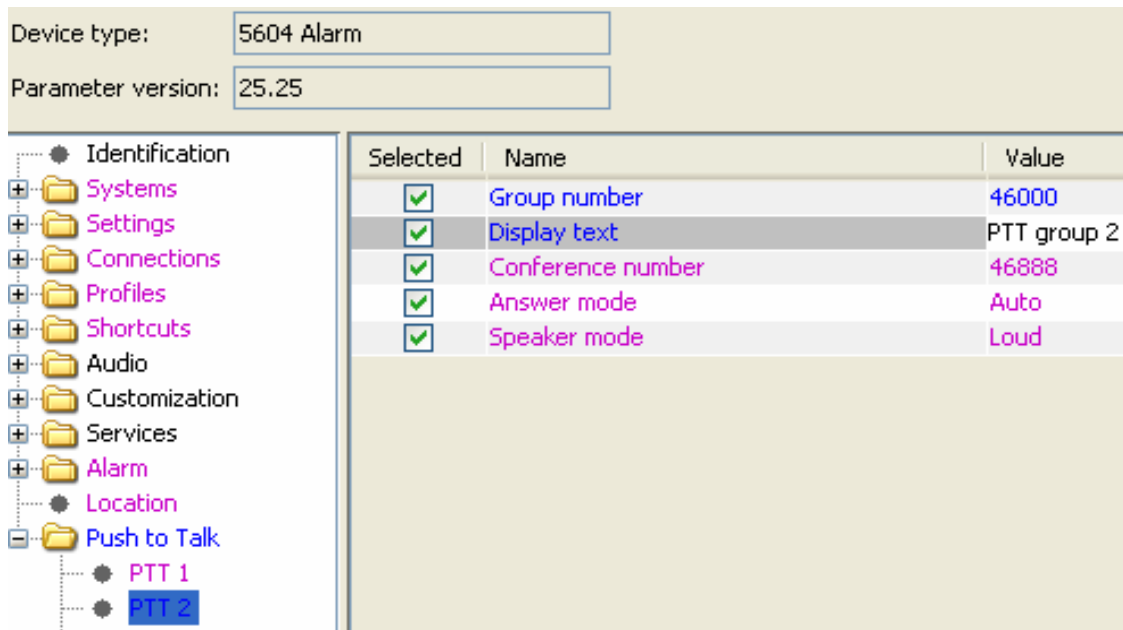 Device type: 5604 Alarm
Parameter version: 25.25
Identification
Systems
Settings
Connections
Profiles
Shortcuts
Audio
Customization
Services
Alarm
Location
Push to Talk
PTT 1
PTT 2
Selected Name Value
Group number 46000
Display text PTT group 2
Conference number 46888
Answer mode Auto
Speaker mode Loud